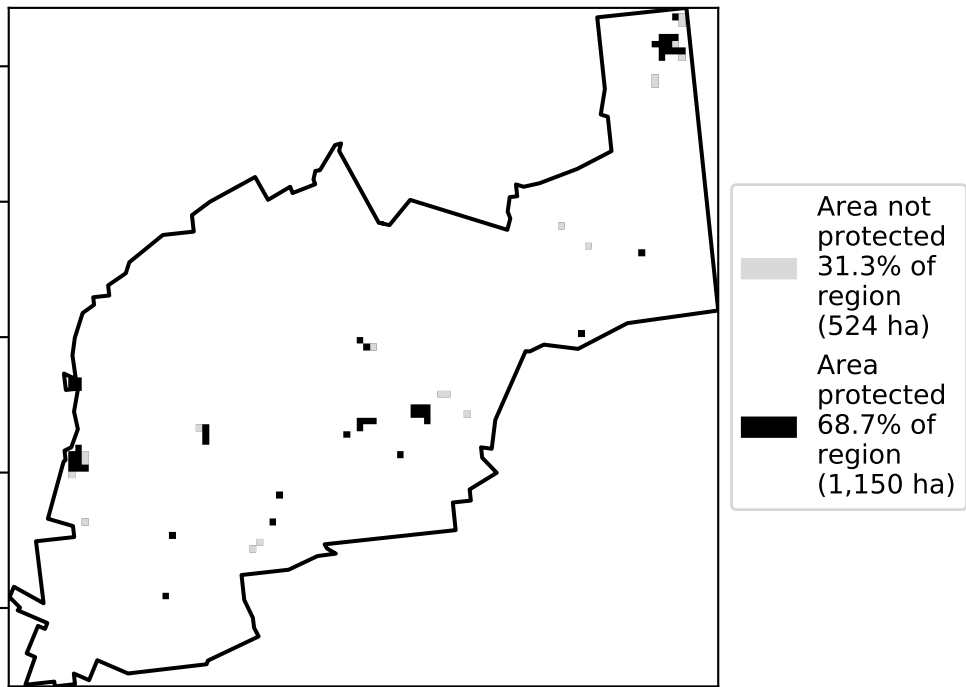 Area not
protected
31.3% of
region
(524 ha)
Area
protected
68.7% of
region
(1,150 ha)